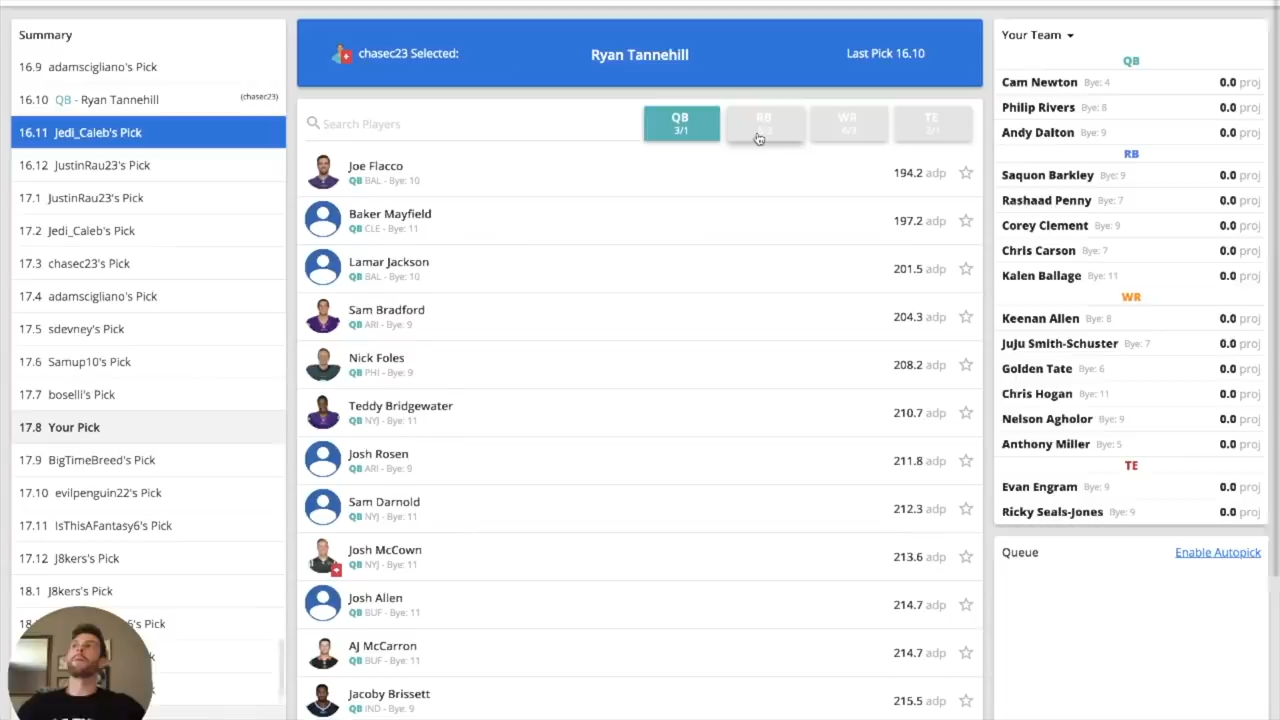 Summary
16.9 adamscigliano's Pick
16.10 QB - Ryan Tannehill (chasec23)
16.11 Jedi_Caleb's Pick
16.12 JustinRau23's Pick
17.1 JustinRau23's Pick
17.2 Jedi_Caleb's Pick
17.3 chasec23's Pick
17.4 adamscigliano's Pick
17.5 sdevney's Pick
17.6 Samup10's Pick
17.7 boselli's Pick
17.8 Your Pick
17.9 BigTimeBreed's Pick
17.10 evilpenguin22's Pick
17.11 IsThisAFantasy6's Pick
17.12 J8kers's Pick
18.1 J8kers's Pick
chasec23 Selected: Ryan Tannehill Last Pick 16.10
Search Players
QB RB WR TE
3/1
Joe Flacco
QB BAL - Bye: 10
194.2 adp
Baker Mayfield
QB CLE - Bye: 11
197.2 adp
Lamar Jackson
QB BAL - Bye: 10
201.5 adp
Sam Bradford
QB ARI - Bye: 9
204.3 adp
Nick Foles
QB PHI - Bye: 9
208.2 adp
Teddy Bridgewater
QB NYJ - Bye: 11
210.7 adp
Josh Rosen
QB ARI - Bye: 9
211.8 adp
Sam Darnold
QB NYJ - Bye: 11
212.3 adp
Josh McCown
QB NYJ - Bye: 11
213.6 adp
Josh Allen
QB BUF - Bye: 11
214.7 adp
AJ McCarron
QB BUF - Bye: 11
214.7 adp
Jacoby Brissett
QB IND - Bye: 9
215.5 adp
Your Team
QB
Cam Newton Bye: 4 0.0 proj
Philip Rivers Bye: 8 0.0 proj
Andy Dalton Bye: 9 0.0 proj
RB
Saquon Barkley Bye: 9 0.0 proj
Rashaad Penny Bye: 7 0.0 proj
Corey Clement Bye: 9 0.0 proj
Chris Carson Bye: 7 0.0 proj
Kalen Ballage Bye: 11 0.0 proj
WR
Keenan Allen Bye: 8 0.0 proj
JuJu Smith-Schuster Bye: 7 0.0 proj
Golden Tate Bye: 6 0.0 proj
Chris Hogan Bye: 11 0.0 proj
Nelson Agholor Bye: 9 0.0 proj
Anthony Miller Bye: 5 0.0 proj
TE
Evan Engram Bye: 9 0.0 proj
Ricky Seals-Jones Bye: 9 0.0 proj
Queue Enable Autopick